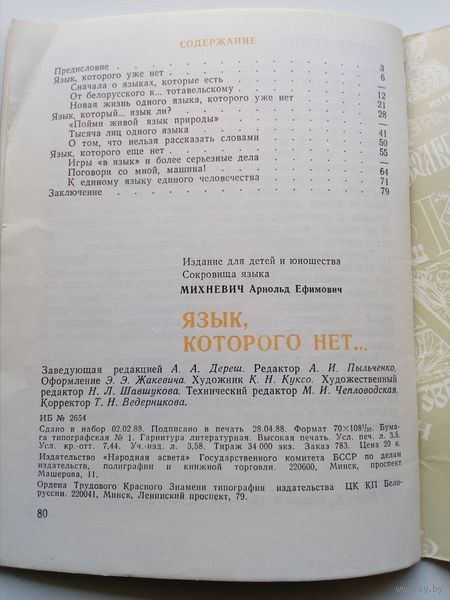 СОДЕРЖАНИЕ
Предисловие 3
Язык, которого уже нет 6
Сначала о языках, которые есть —
От белорусского к... тотавельскому 12
Новая жизнь одного языка, которого уже нет 21
Язык, который... язык ли? 28
«Пойми живой язык природы» —
Тысяча лиц одного языка 41
О том, что нельзя рассказать словами 50
Язык, которого еще нет 55
Игры «в язык» и более серьезные дела —
Поговори со мной, машина! 64
К единому языку единого человечества 71
Заключение 79
Издание для детей и юношества
Сокровища языка
МИХНЕВИЧ Арнольд Ефимович
ЯЗЫК,
КОТОРОГО НЕТ...
Заведующая редакцией А. А. Дереш. Редактор А. И. Пыльченко,
Оформление Э. Э. Жакевича. Художник К. Н. Куксо. Художественный
редактор Н. Л. Шавшукова. Технический редактор М. И. Чепловодская.
Корректор Т. Н. Ведерникова.
ИБ № 2654
Сдано в набор 02.02.88. Подписано в печать 28.04.88. Формат 70×108¹/₃₂. Бума-
га типографская № 1. Гарнитура литературная. Высокая печать. Усл. печ. л. 3,5.
Усл. кр.-отт. 7,44. Уч.-изд. л. 3,58. Тираж 34 000 экз. Заказ 783. Цена 20 к.
Издательство «Народная асвета» Государственного комитета БССР по делам
издательств, полиграфии и книжной торговли. 220600, Минск, проспект
Машерова, 11.
Ордена Трудового Красного Знамени типография издательства ЦК КП Бело-
руссии. 220041, Минск, Ленинский проспект, 79.
80
ay.by